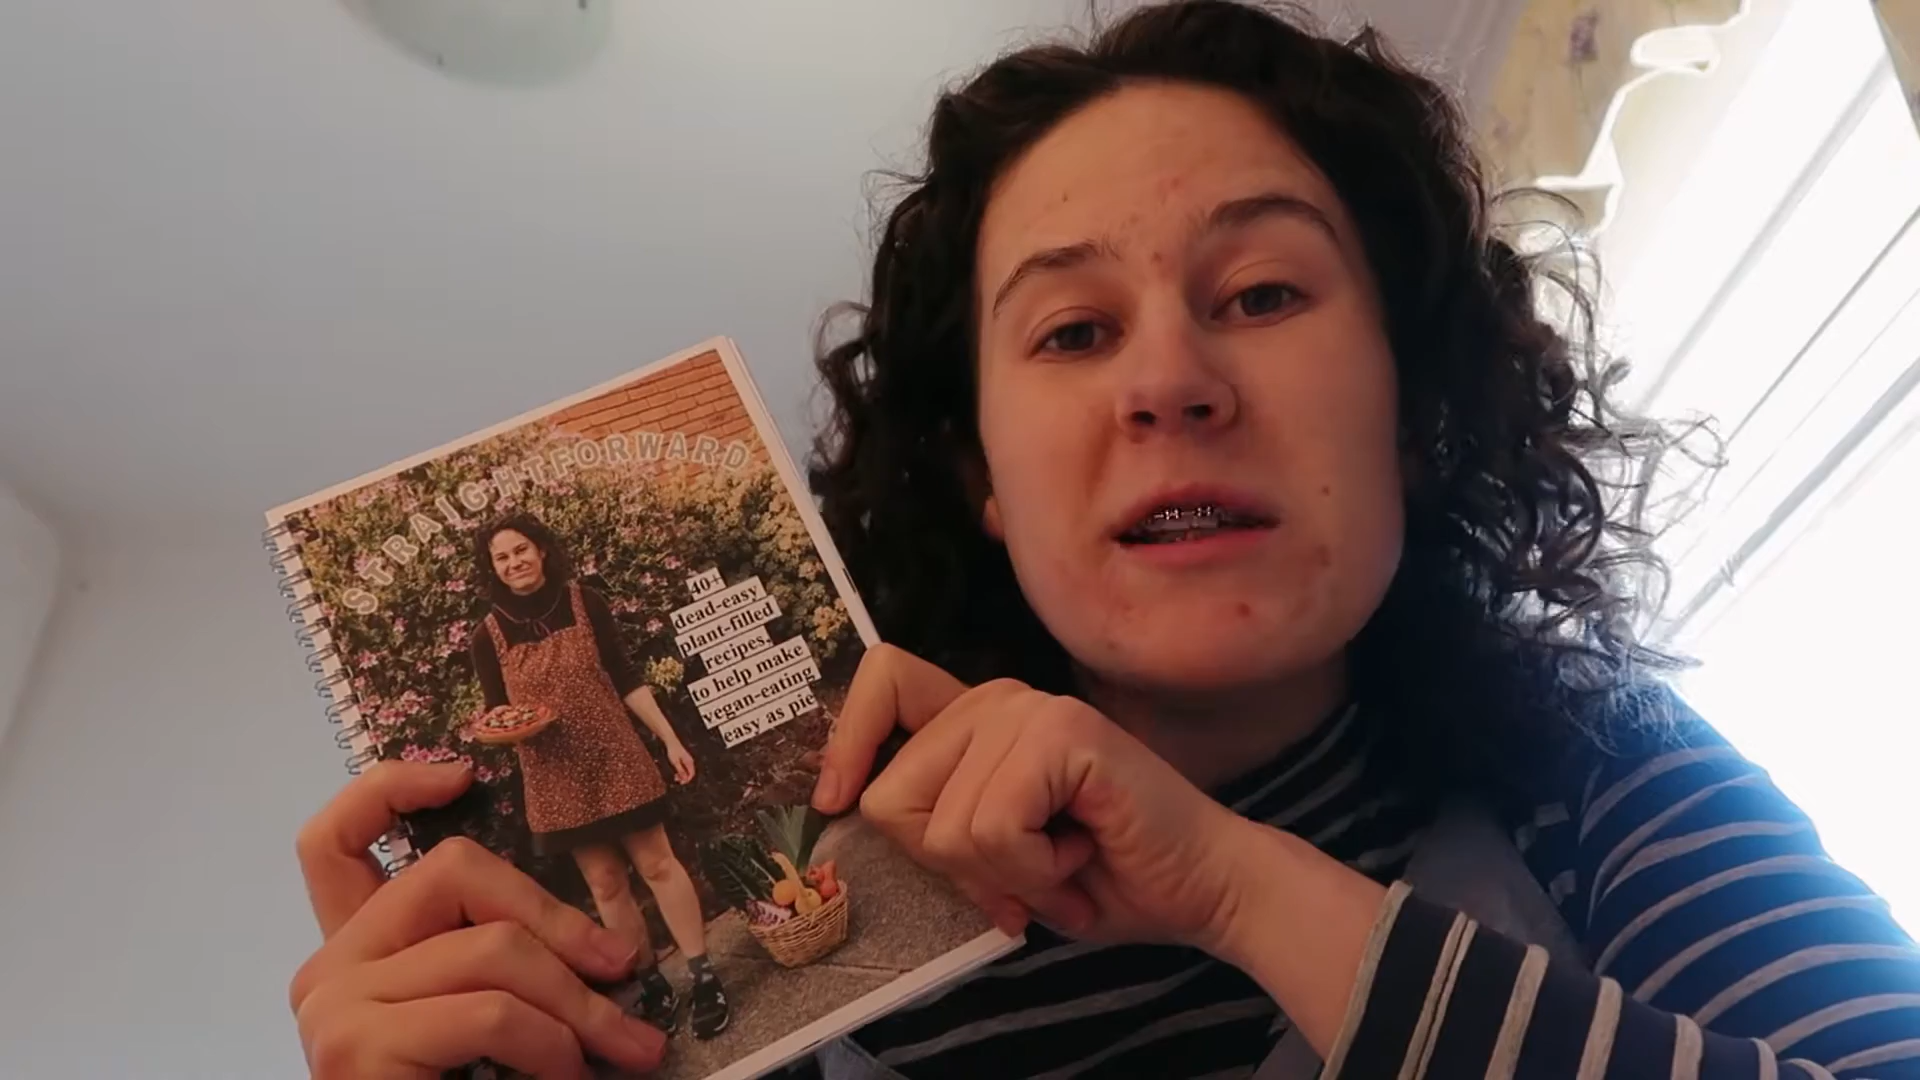 STRAIGHTFORWARD
40+
dead-easy
plant-filled
recipes,
to help make
vegan-eating
easy as pie